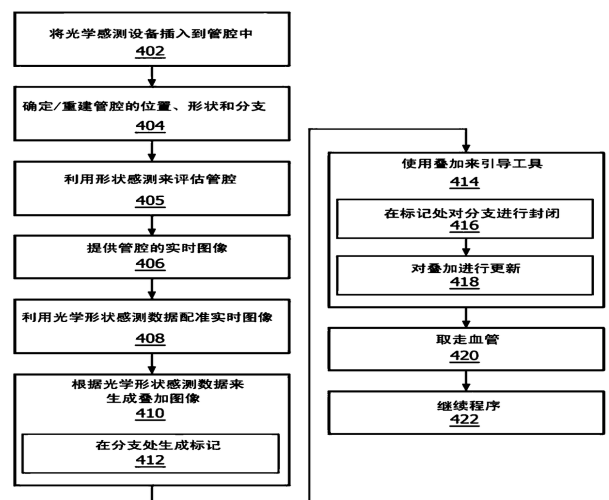 将光学感测设备插入到管腔中
402
确定/重建管腔的位置、形状和分支
404
利用形状感测来评估管腔
405
提供管腔的实时图像
406
利用光学形状感测数据配准实时图像
408
根据光学形状感测数据来
生成叠加图像
410
在分支处生成标记
412
使用叠加来引导工具
414
在标记处对分支进行封闭
416
对叠加进行更新
418
取走血管
420
继续程序
422